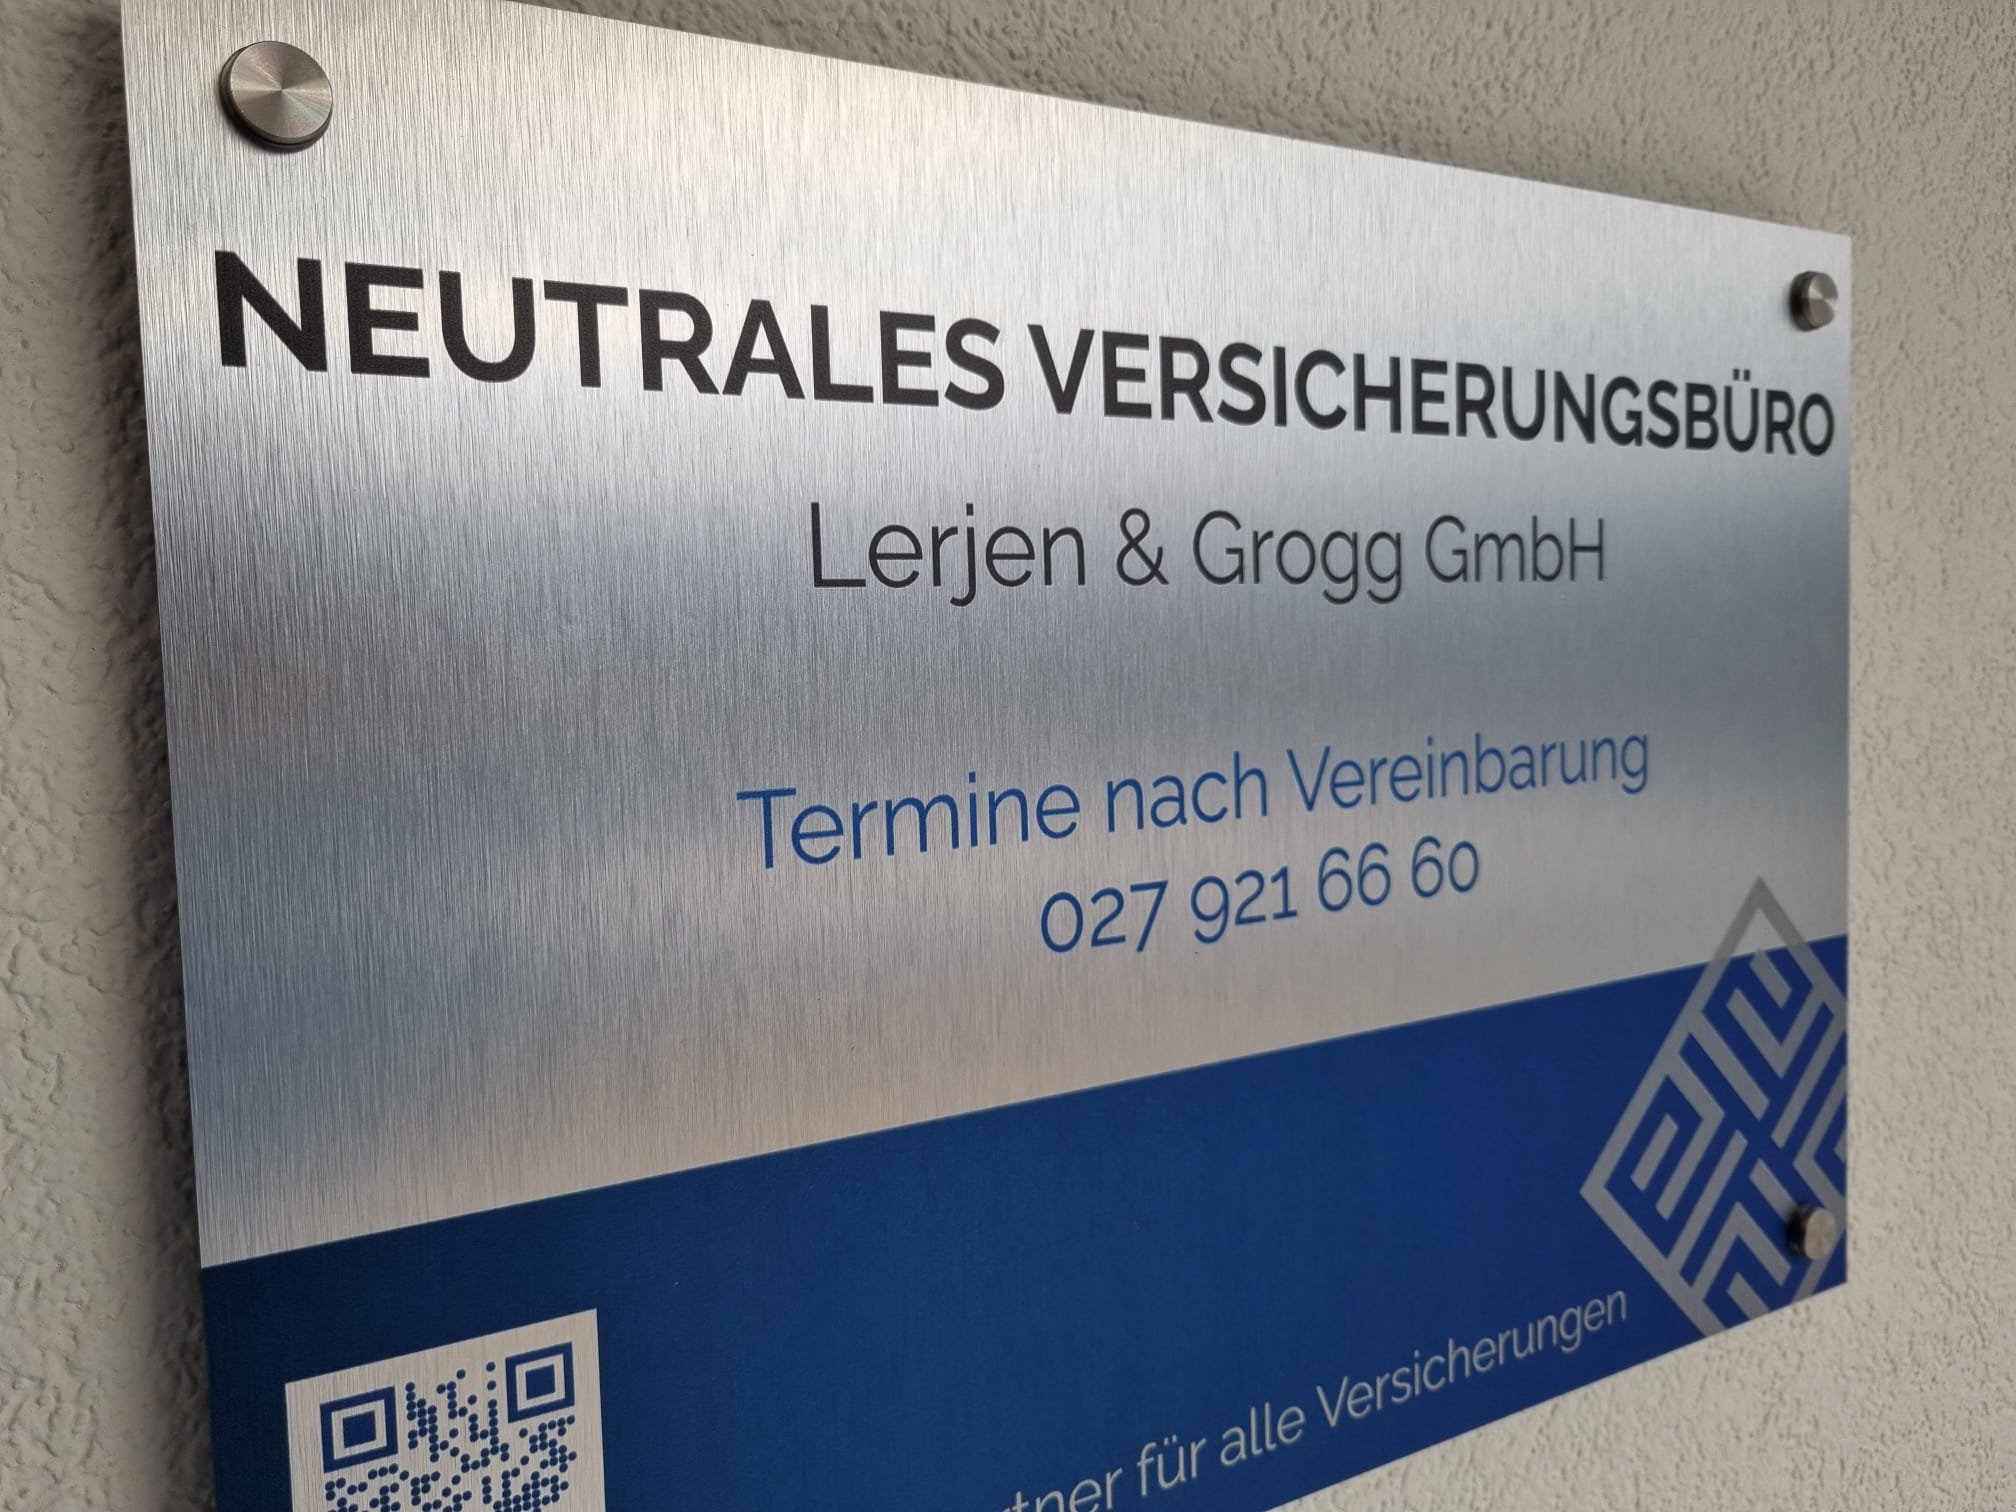 NEUTRALES VERSICHERUNGSBÜRO
Lerjen & Grogg GmbH
Termine nach Vereinbarung
027 921 66 60
für alle Versicherungen